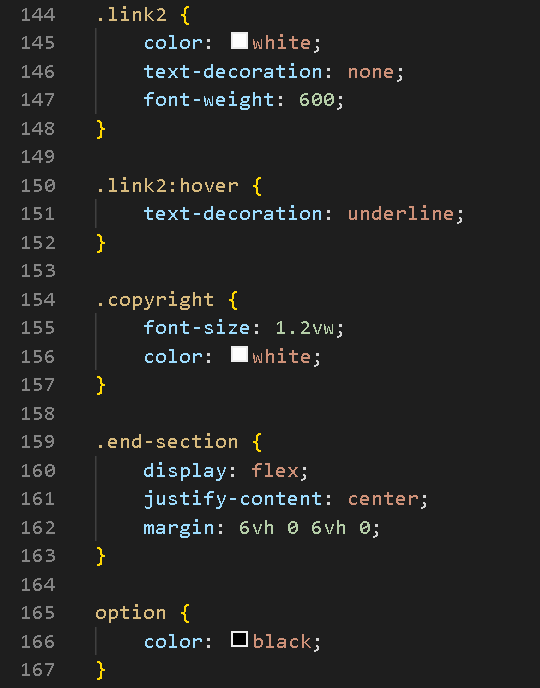 144 .link2 {
145     color: white;
146     text-decoration: none;
147     font-weight: 600;
148 }
149
150 .link2:hover {
151     text-decoration: underline;
152 }
153
154 .copyright {
155     font-size: 1.2vw;
156     color: white;
157 }
158
159 .end-section {
160     display: flex;
161     justify-content: center;
162     margin: 6vh 0 6vh 0;
163 }
164
165 option {
166     color: black;
167 }